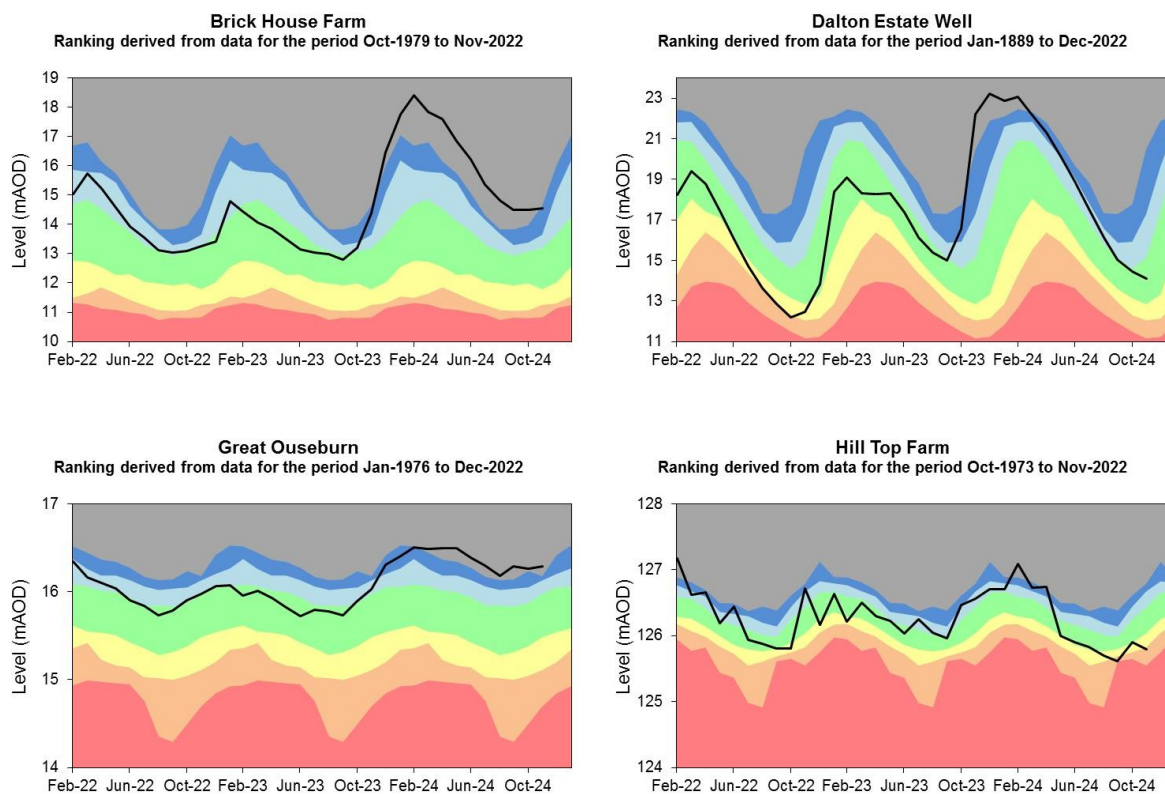 Brick House Farm
Ranking derived from data for the period Oct-1979 to Nov-2022
Level (mAOD)
19
18
17
16
15
14
13
12
11
10
Feb-22 Jun-22 Oct-22 Feb-23 Jun-23 Oct-23 Feb-24 Jun-24 Oct-24
Dalton Estate Well
Ranking derived from data for the period Jan-1889 to Dec-2022
Level (mAOD)
23
21
19
17
15
13
11
Feb-22 Jun-22 Oct-22 Feb-23 Jun-23 Oct-23 Feb-24 Jun-24 Oct-24
Great Ouseburn
Ranking derived from data for the period Jan-1976 to Dec-2022
Level (mAOD)
17
16
15
14
Feb-22 Jun-22 Oct-22 Feb-23 Jun-23 Oct-23 Feb-24 Jun-24 Oct-24
Hill Top Farm
Ranking derived from data for the period Oct-1973 to Nov-2022
Level (mAOD)
128
127
126
125
124
Feb-22 Jun-22 Oct-22 Feb-23 Jun-23 Oct-23 Feb-24 Jun-24 Oct-24